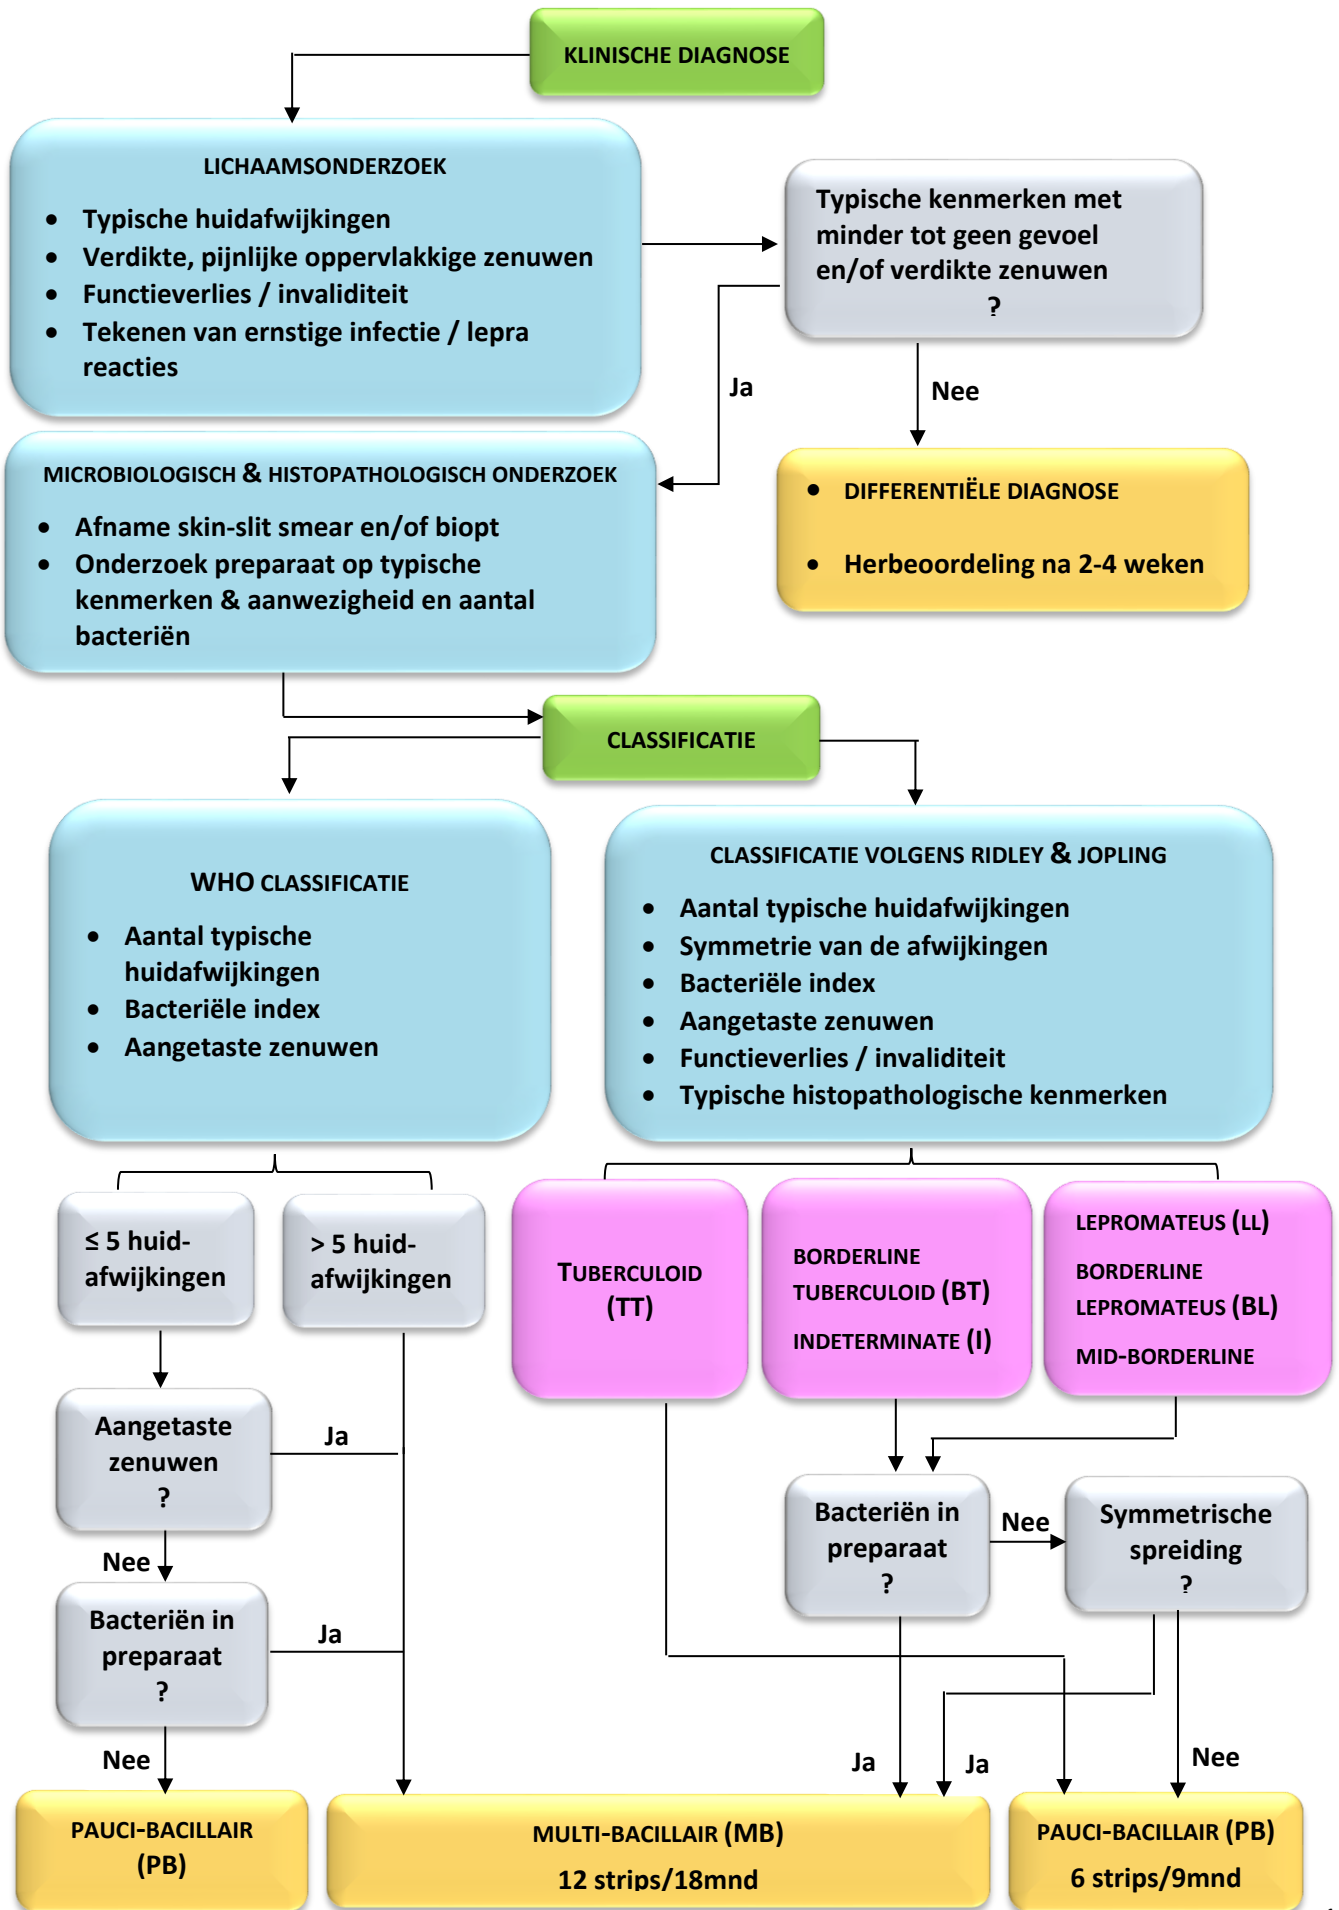 KLINISCHE DIAGNOSE
LICHAAMSONDERZOEK
• Typische huidafwijkingen
• Verdikte, pijnlijke oppervlakkige zenuwen
• Functieverlies / invaliditeit
• Tekenen van ernstige infectie / lepra
reacties
Typische kenmerken met
minder tot geen gevoel
en/of verdikte zenuwen
?
Ja
Nee
MICROBIOLOGISCH & HISTOPATHOLOGISCH ONDERZOEK
• Afname skin-slit smear en/of biopt
• Onderzoek preparaat op typische
kenmerken & aanwezigheid en aantal
bacteriën
• DIFFERENTIËLE DIAGNOSE
• Herbeoordeling na 2-4 weken
CLASSIFICATIE
WHO CLASSIFICATIE
• Aantal typische
huidafwijkingen
• Bacteriële index
• Aangetaste zenuwen
CLASSIFICATIE VOLGENS RIDLEY & JOPLING
• Aantal typische huidafwijkingen
• Symmetrie van de afwijkingen
• Bacteriële index
• Aangetaste zenuwen
• Functieverlies / invaliditeit
• Typische histopathologische kenmerken
≤ 5 huid-
afwijkingen
> 5 huid-
afwijkingen
TUBERCULOID
(TT)
BORDERLINE
TUBERCULOID (BT)
INDETERMINATE (I)
LEPROMATEUS (LL)
BORDERLINE
LEPROMATEUS (BL)
MID-BORDERLINE
Aangetaste
zenuwen
?
Ja
Nee
Bacteriën in
preparaat
?
Ja
Nee
Bacteriën in
preparaat
?
Nee
Symmetrische
spreiding
?
Ja
Ja
Nee
PAUCI-BACILLAIR
(PB)
MULTI-BACILLAIR (MB)
12 strips/18mnd
PAUCI-BACILLAIR (PB)
6 strips/9mnd